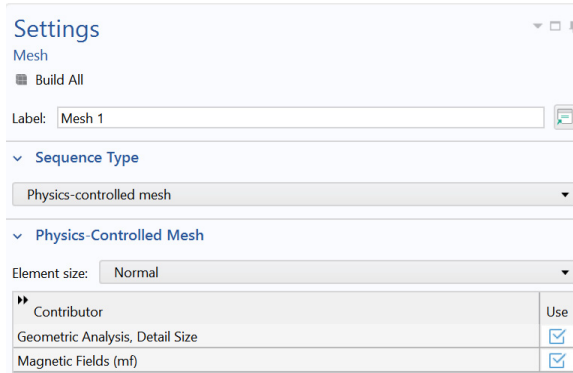 Settings
Mesh
Build All
Label: Mesh 1
Sequence Type
Physics-controlled mesh
Physics-Controlled Mesh
Element size: Normal
Contributor Use
Geometric Analysis, Detail Size
Magnetic Fields (mf)